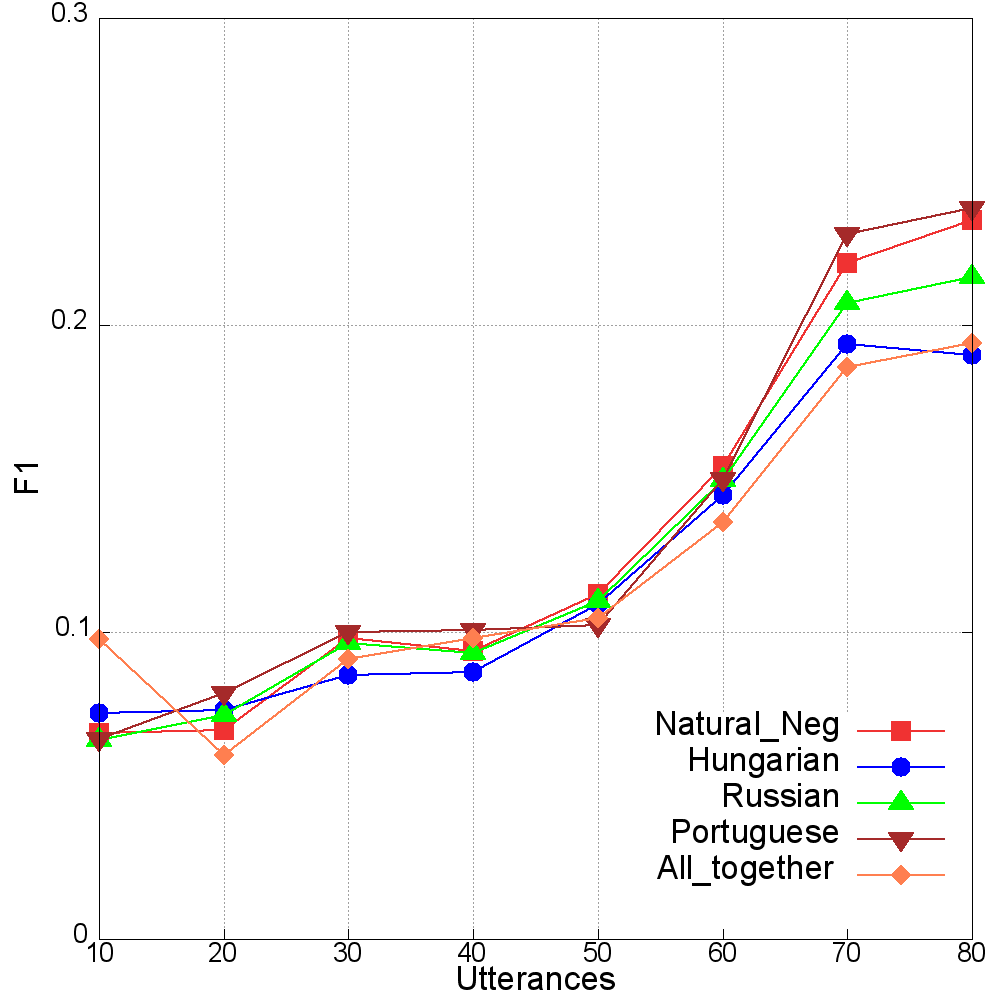 0.3
0.2
0.1
0
F1
Natural_Neg
Hungarian
Russian
Portuguese
All_together
10 20 30 40 50 60 70 80
Utterances